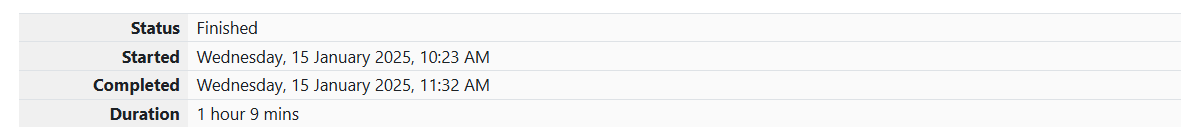 Status Finished
Started Wednesday, 15 January 2025, 10:23 AM
Completed Wednesday, 15 January 2025, 11:32 AM
Duration 1 hour 9 mins